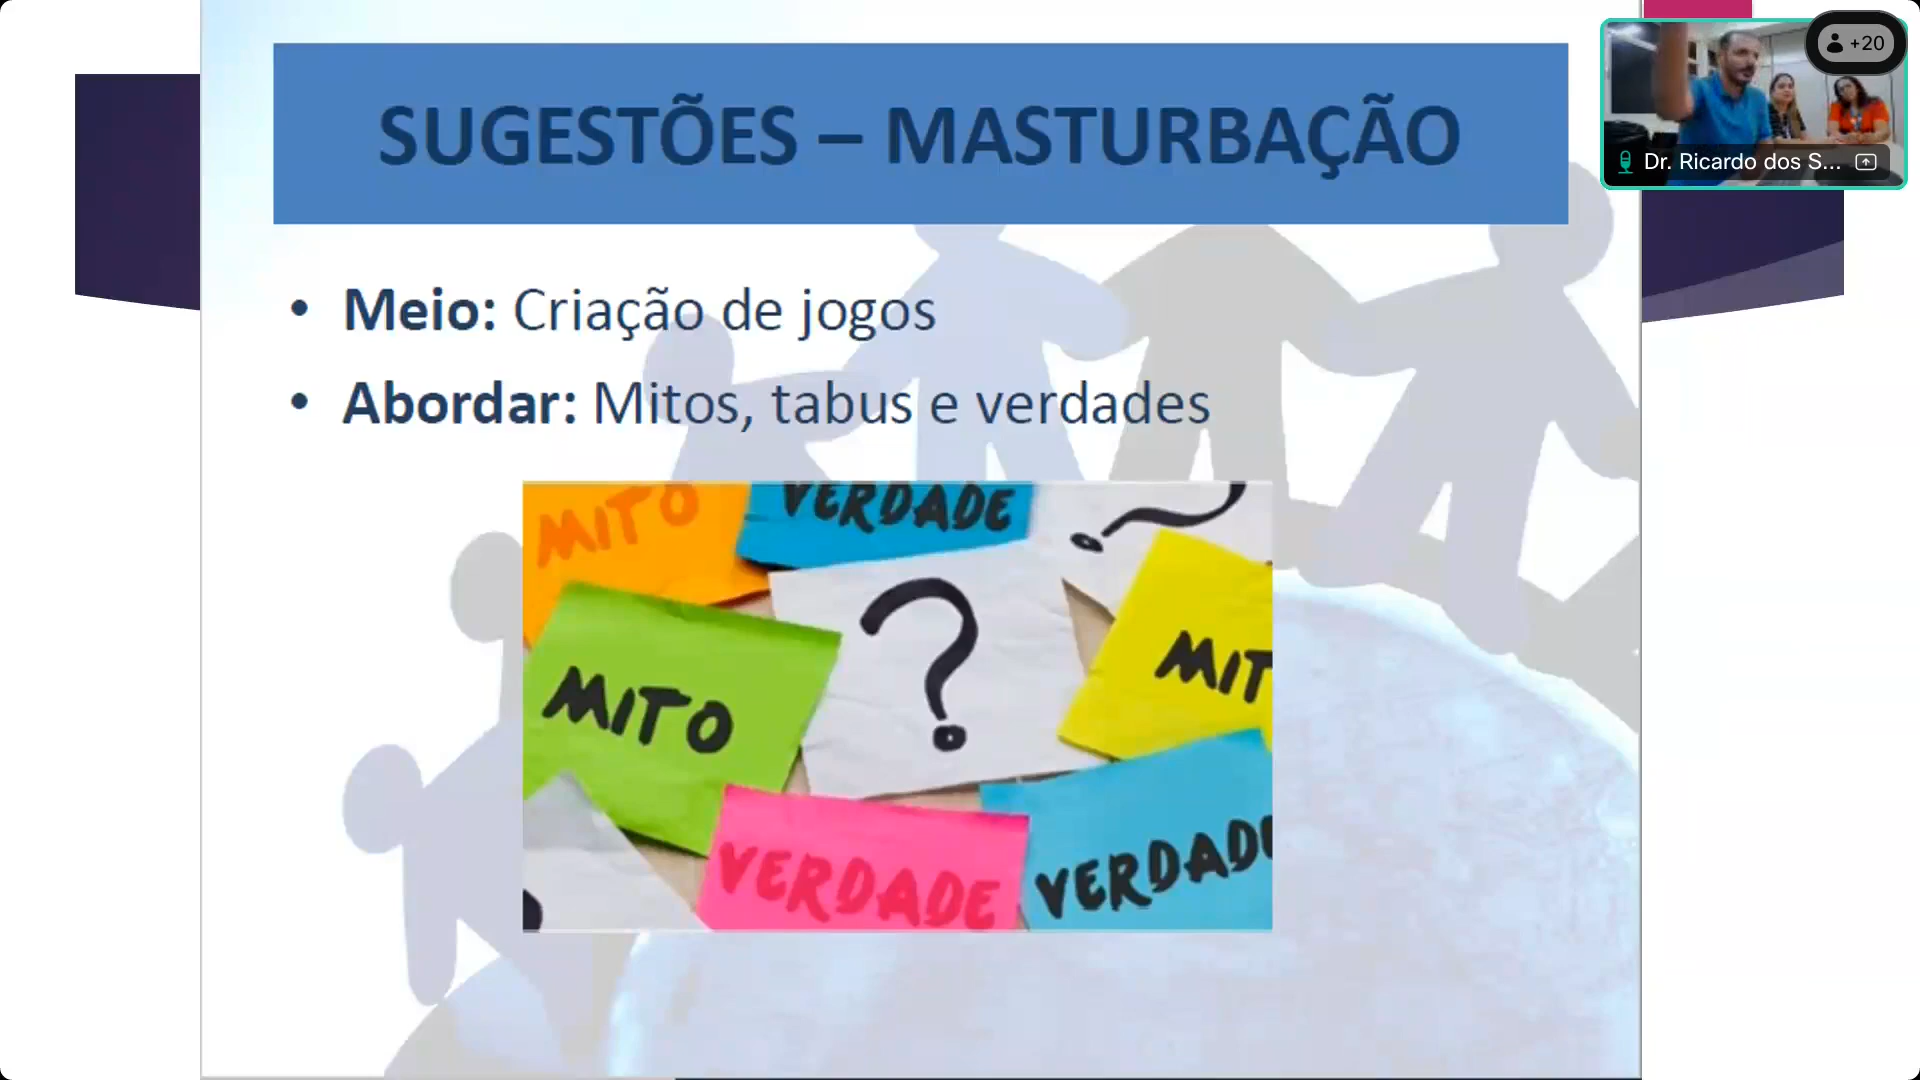 SUGESTÕES – MASTURBAÇÃO
+20
Dr. Ricardo dos S...
• Meio: Criação de jogos
• Abordar: Mitos, tabus e verdades
MITO
VERDADE
?
?
MITO
MIT
VERDADE
VERDADE